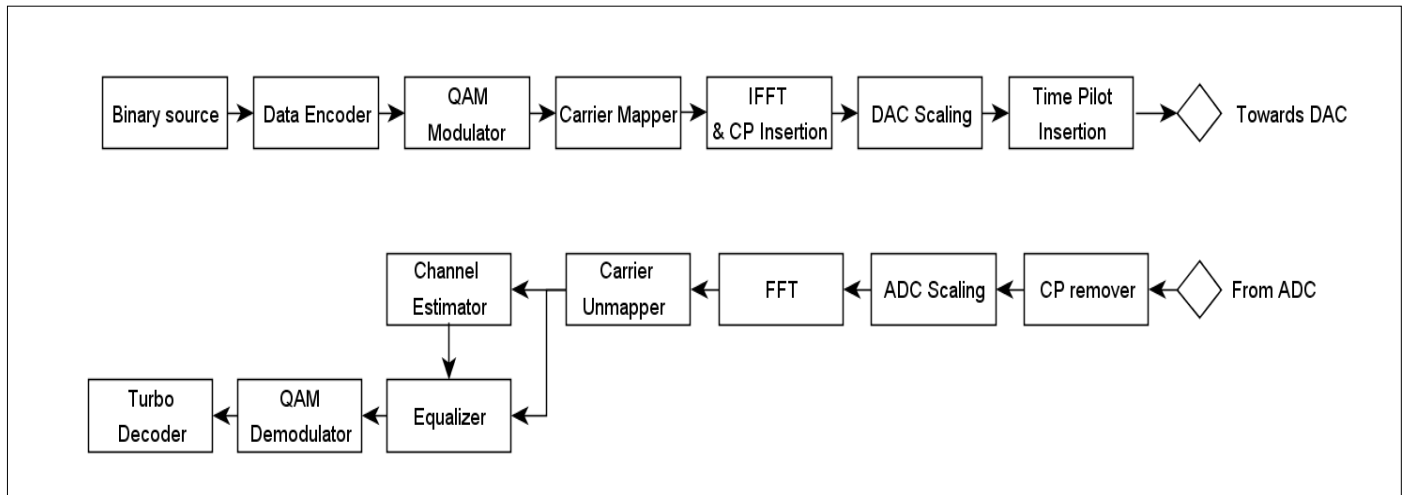 Binary source
Data Encoder
QAM
Modulator
Carrier Mapper
IFFT
& CP Insertion
DAC Scaling
Time Pilot
Insertion
Towards DAC
Channel
Estimator
Carrier
Unmapper
FFT
ADC Scaling
CP remover
From ADC
Turbo
Decoder
QAM
Demodulator
Equalizer